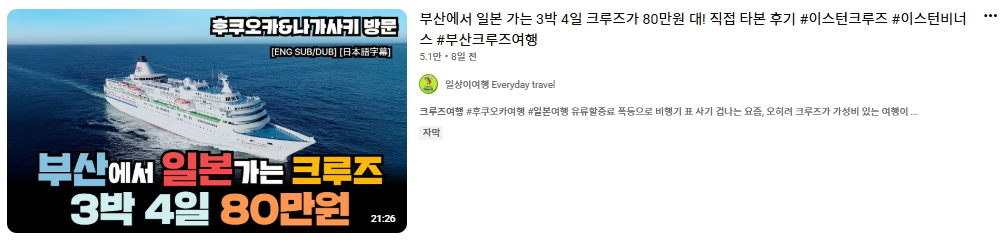 후쿠오카&나가사키 방문
[ENG SUB/DUB] [日本語字幕]
부산에서 일본가는 크루즈
3박 4일 80만원
21:26
부산에서 일본 가는 3박 4일 크루즈가 80만원 대! 직접 타본 후기 #이스턴크루즈 #이스턴비너
스 #부산크루즈여행
5.1만 • 8일 전
일상이여행 Everyday travel
크루즈여행 #후쿠오카여행 #일본여행 유류할증료 폭등으로 비행기 표 사기 겁나는 요즘, 오히려 크루즈가 가성비 있는 여행이 ...
자막